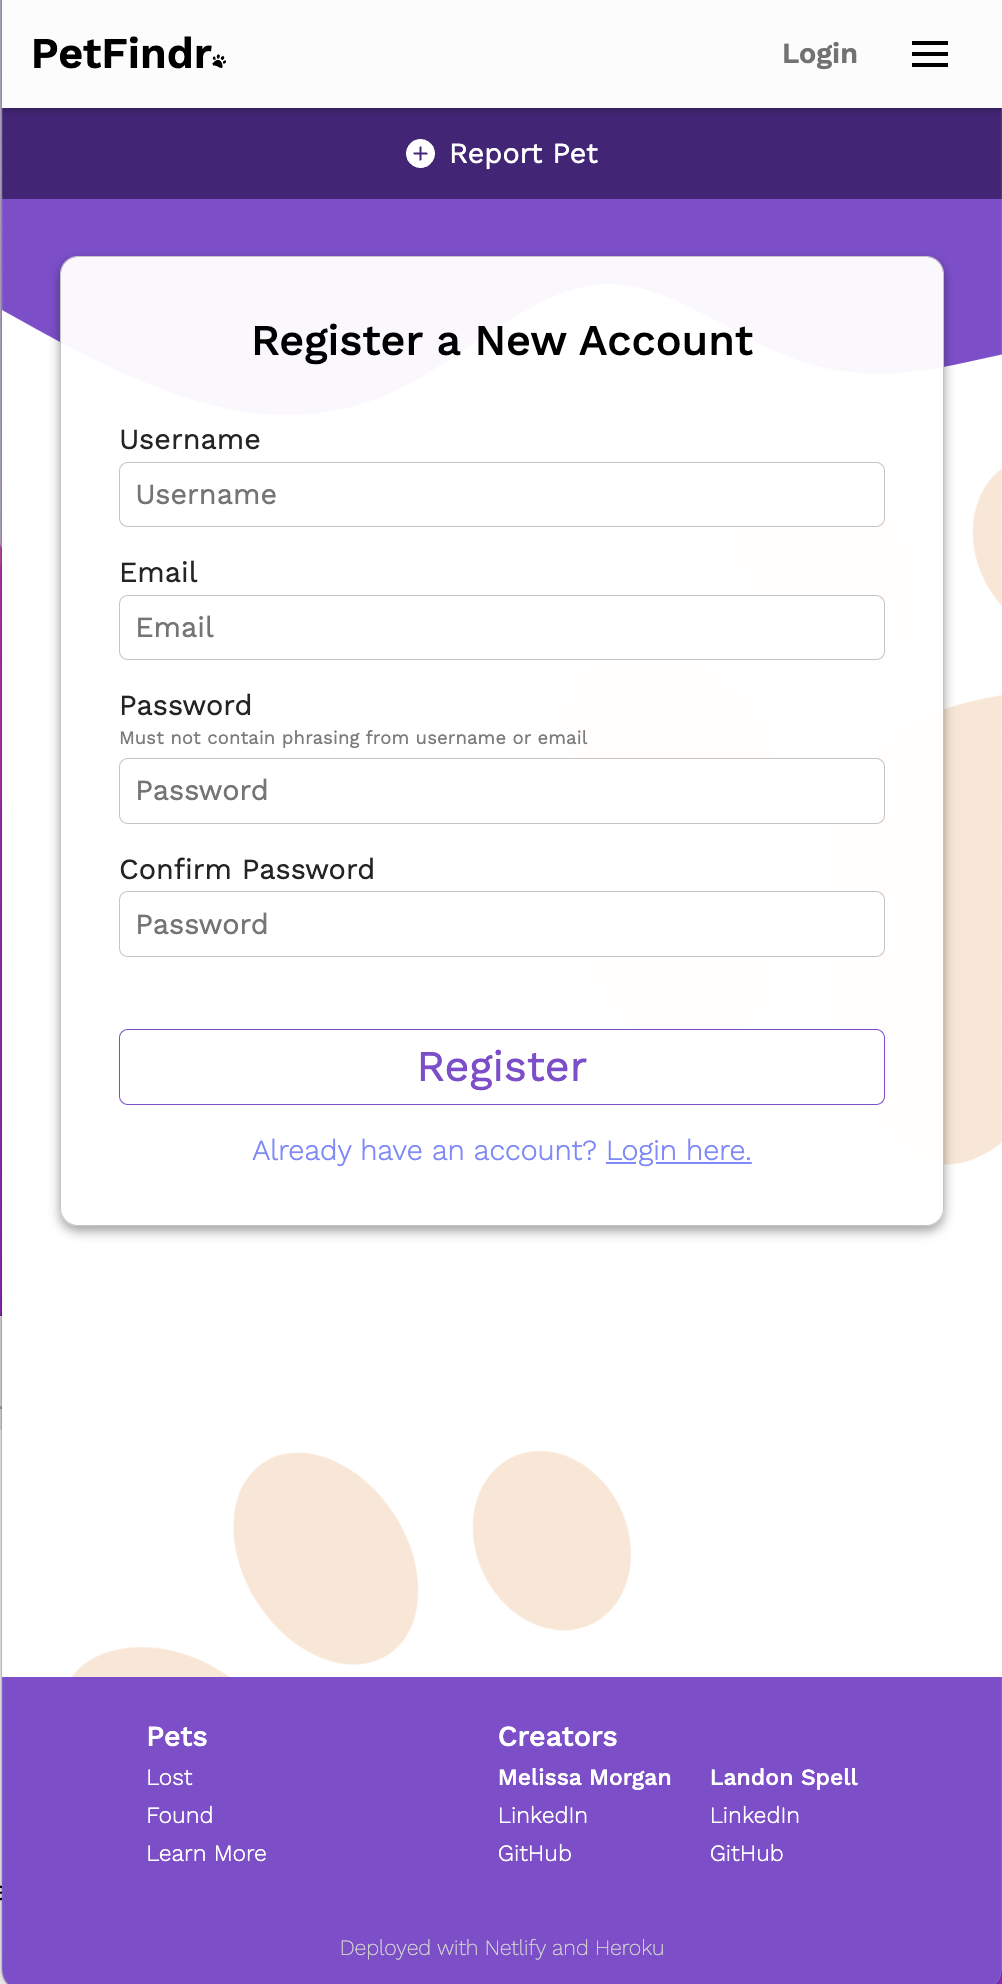 PetFindr
Login
Report Pet
Register a New Account
Username
Username
Email
Email
Password
Must not contain phrasing from username or email
Password
Confirm Password
Password
Register
Already have an account? Login here.
Pets
Lost
Found
Learn More
Creators
Melissa Morgan
LinkedIn
GitHub
Landon Spell
LinkedIn
GitHub
Deployed with Netlify and Heroku